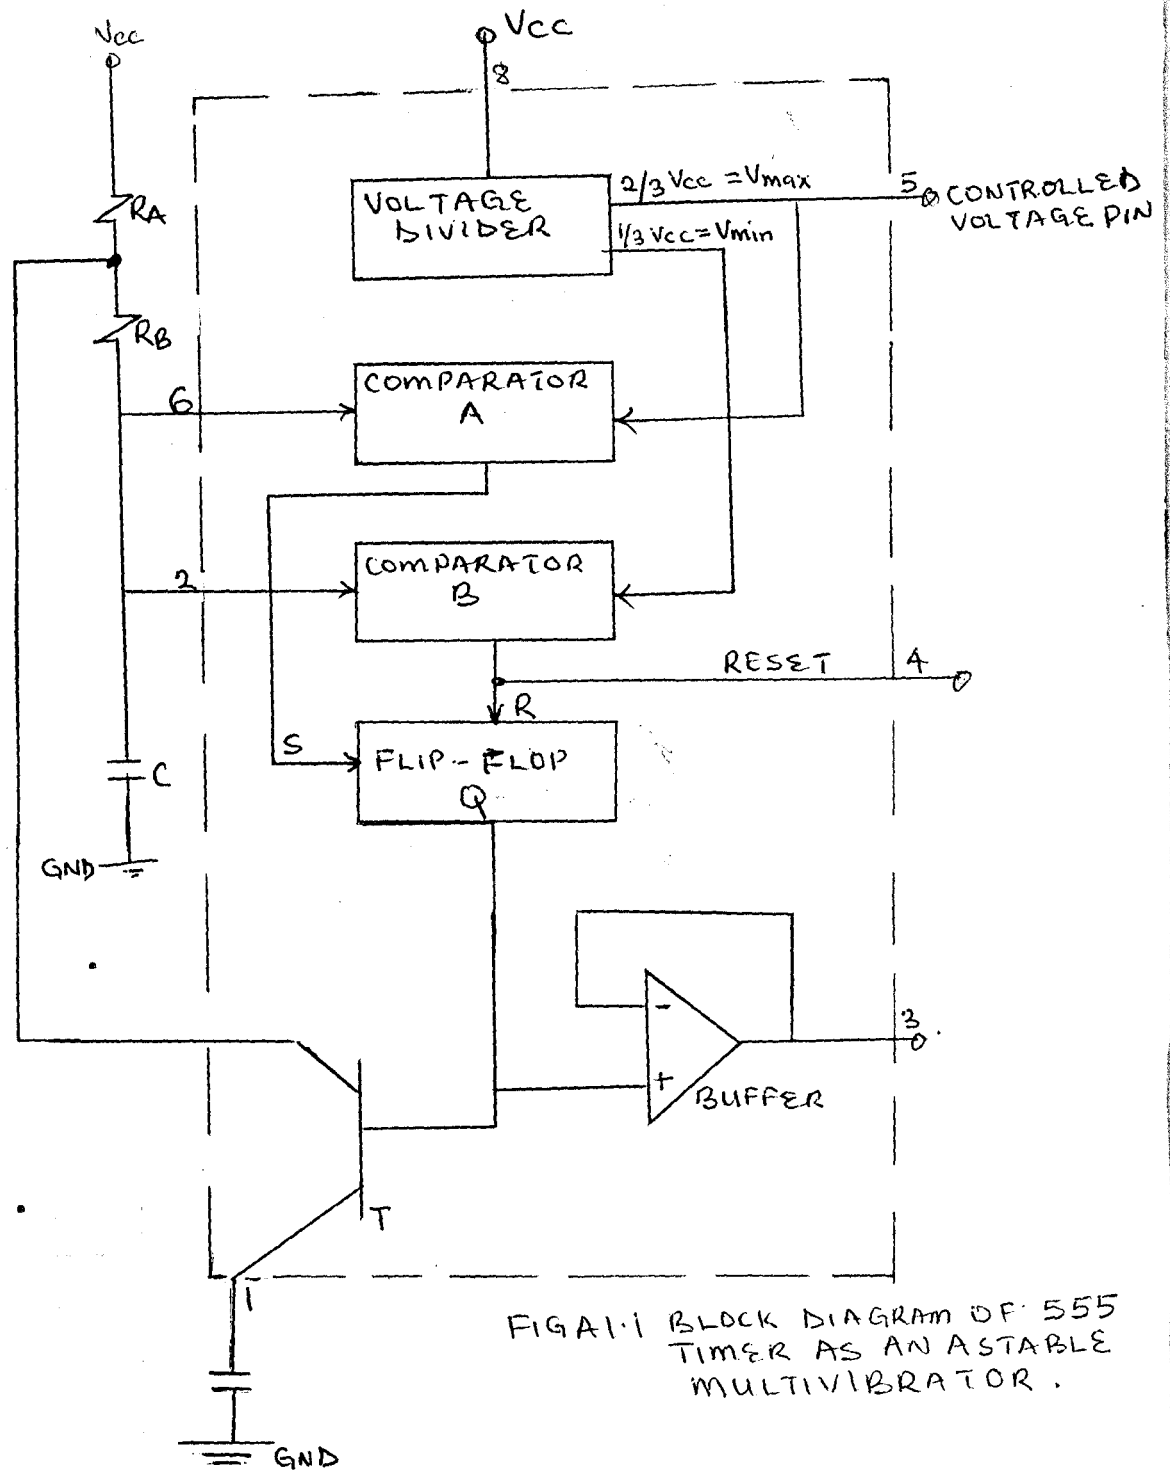 Vcc
Vcc
8
2/3 Vcc = Vmax
5
CONTROLLED
VOLTAGE PIN
VOLTAGE
DIVIDER
1/3 Vcc = Vmin
RA
RB
6
COMPARATOR
A
2
COMPARATOR
B
RESET
4
R
S
FLIP-FLOP
Q
C
GND
3
-
+
BUFFER
T
1
FIGA1.1 BLOCK DIAGRAM OF 555
TIMER AS AN ASTABLE
MULTIVIBRATOR.
GND